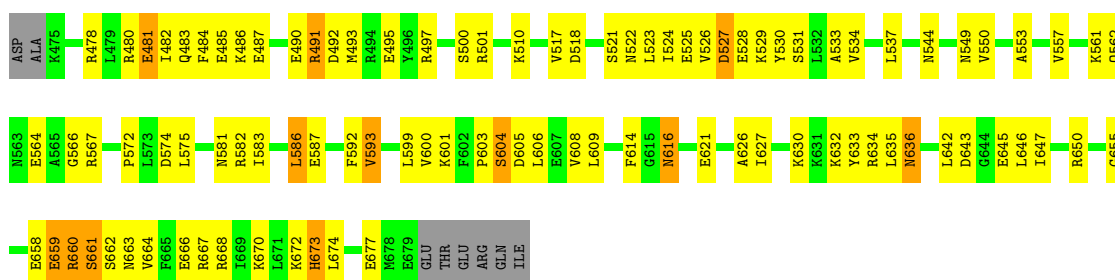 ASP ALA K475 R478 L479 R480 E481 I482 Q483 F484 E485 K486 E487 E490 R491 D492 M493 R494 E495 Y496 R497 S500 R501 K510 V517 D518 S521 N522 L523 I524 E525 V526 D527 E528 K529 Y530 S531 L532 A533 V534 L537 N544 N549 V550 A553 V557 K561
N563 E564 A565 G566 R567 P572 L573 D574 L575 N581 R582 I583 L586 E587 F592 V593 L599 V600 K601 F602 P603 S604 D605 L606 E607 V608 L609 F614 G615 N616 E621 A626 I627 K630 K631 K632 Y633 R634 L635 N636 L642 D643 G644 E645 L646 I647 R650
E658 E659 R660 S661 S662 N663 V664 F665 E666 R667 R668 I669 K670 L671 K672 H673 L674 E677 M678 E679 GLU THR GLU ARG GLN ILE